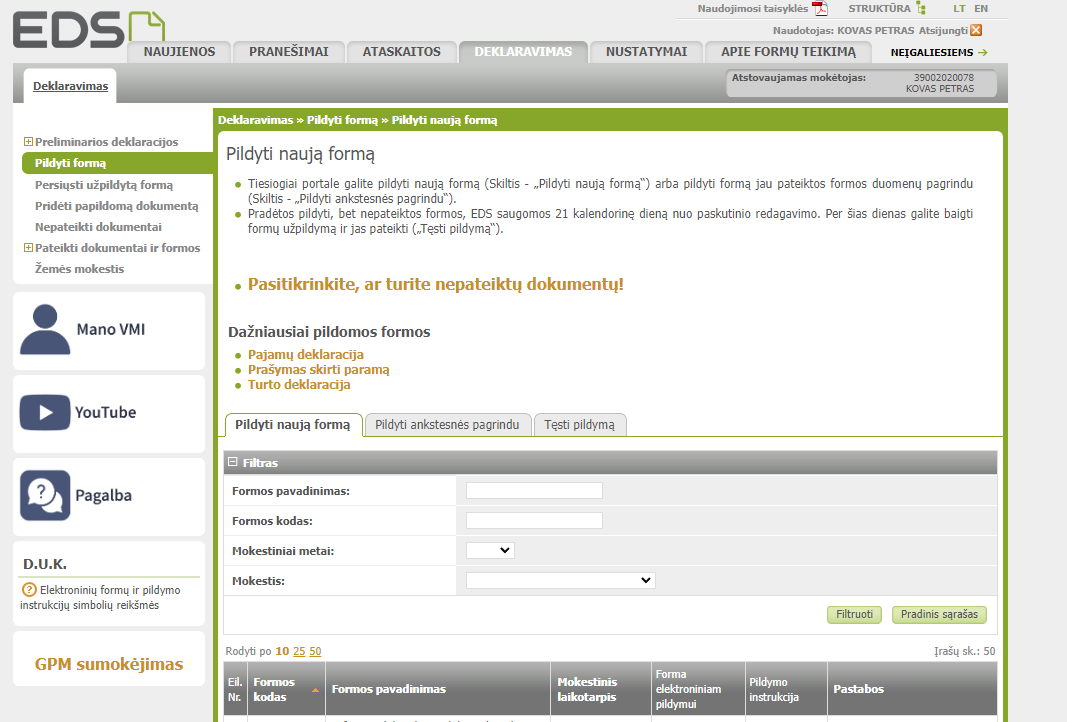 EDS
Naudojimosi taisyklės STRUKTŪRA LT EN
Naudotojas: KOVAS PETRAS Atsijungti
NAUJIENOS PRANEŠIMAI ATASKAITOS DEKLARAVIMAS NUSTATYMAI APIE FORMŲ TEIKIMĄ NEĮGALIESIEMS
Deklaravimas
Atstovaujamas mokėtojas: 39002020078
KOVAS PETRAS
Preliminarios deklaracijos
Pildyti formą
Persiųsti užpildytą formą
Pridėti papildomą dokumentą
Nepateikti dokumentai
Pateikti dokumentai ir formos
Žemės mokestis
Mano VMI
YouTube
Pagalba
D.U.K.
Elektroninių formų ir pildymo
instrukcijų simbolių reikšmės
GPM sumokėjimas
Deklaravimas » Pildyti formą » Pildyti naują formą
Pildyti naują formą
Tiesiogiai portale galite pildyti naują formą (Skiltis - „Pildyti naują formą“) arba pildyti formą jau pateiktos formos duomenų pagrindu
(Skiltis - „Pildyti ankstesnės pagrindu“).
Pradėtos pildyti, bet nepateiktos formos, EDS saugomos 21 kalendorinę dieną nuo paskutinio redagavimo. Per šias dienas galite baigti
formų užpildymą ir jas pateikti („Tęsti pildymą“).
Pasitikrinkite, ar turite nepateiktų dokumentų!
Dažniausiai pildomos formos
Pajamų deklaracija
Prašymas skirti paramą
Turto deklaracija
Pildyti naują formą Pildyti ankstesnės pagrindu Tęsti pildymą
Filtras
Formos pavadinimas:
Formos kodas:
Mokestiniai metai:
Mokestis:
Filtruoti Pradinis sąrašas
Rodyti po 10 25 50 Įrašų sk.: 50
Eil. Nr.
Formos kodas
Formos pavadinimas
Mokestinis laikotarpis
Forma elektroniniam pildymui
Pildymo instrukcija
Pastabos